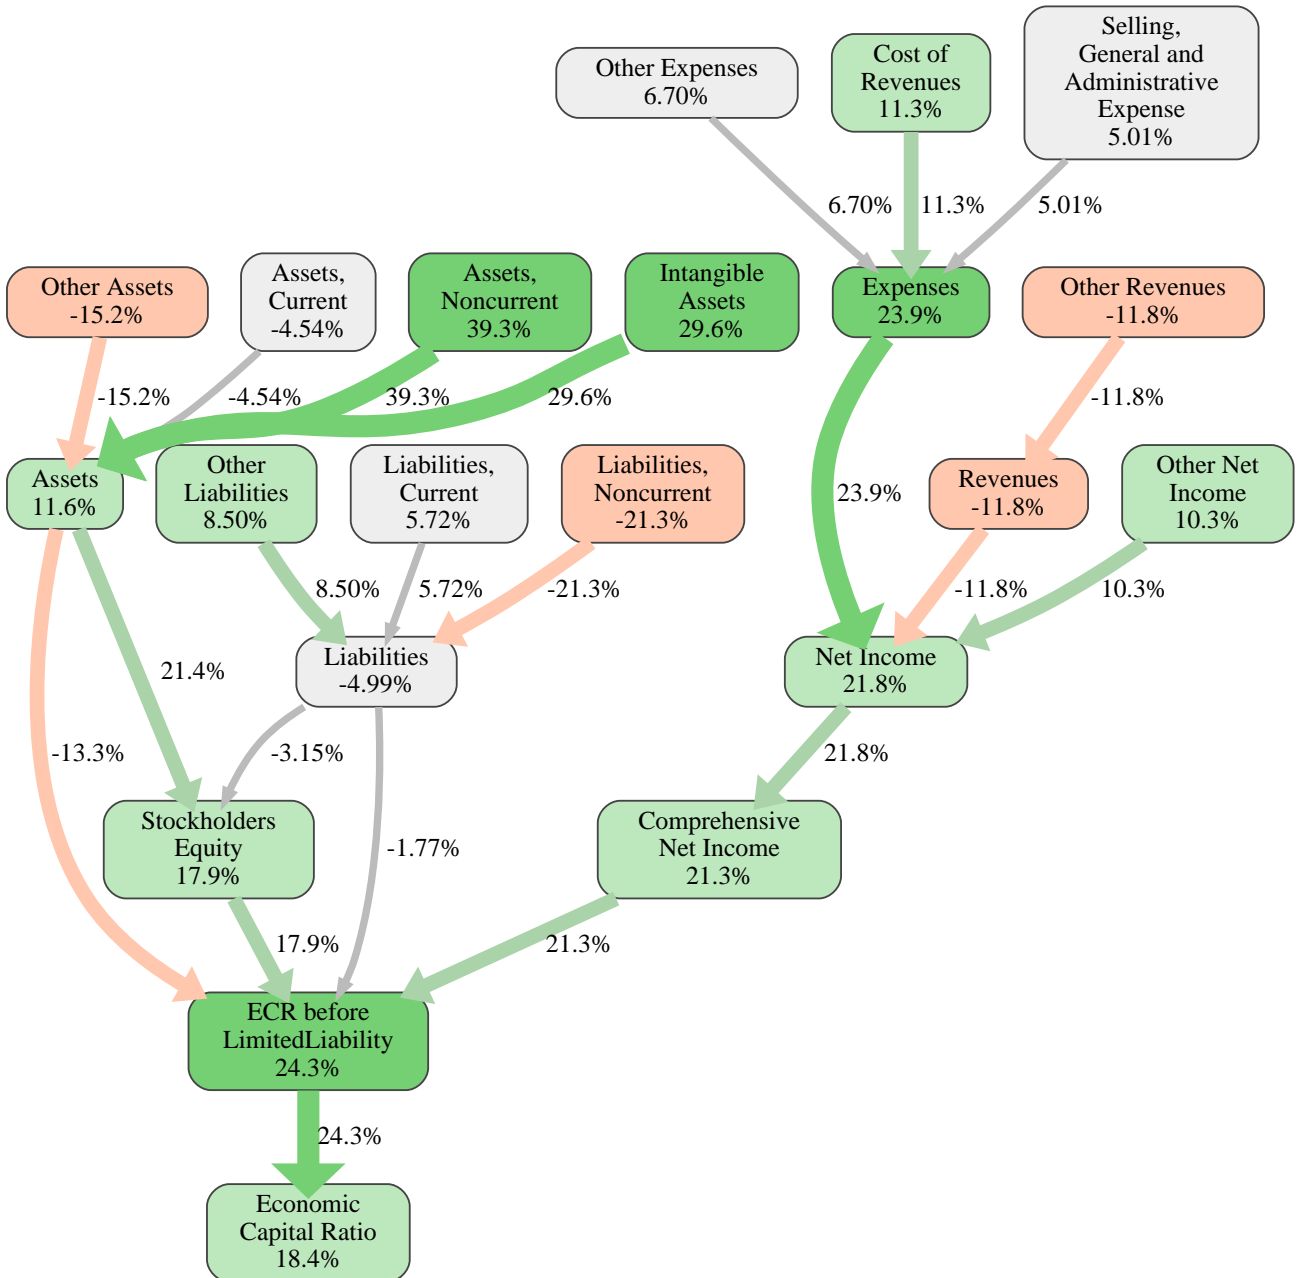 Selling,
General and
Administrative
Expense
5.01%
Cost of
Revenues
11.3%
Other Expenses
6.70%
6.70%
11.3%
5.01%
Other Assets
-15.2%
Assets,
Current
-4.54%
Assets,
Noncurrent
39.3%
Intangible
Assets
29.6%
Expenses
23.9%
Other Revenues
-11.8%
-15.2%
-4.54%
39.3%
29.6%
-11.8%
Assets
11.6%
Other
Liabilities
8.50%
Liabilities,
Current
5.72%
Liabilities,
Noncurrent
-21.3%
23.9%
Revenues
-11.8%
Other Net
Income
10.3%
8.50%
5.72%
-21.3%
-11.8%
10.3%
21.4%
Liabilities
-4.99%
Net Income
21.8%
-13.3%
-3.15%
21.8%
Stockholders
Equity
17.9%
-1.77%
Comprehensive
Net Income
21.3%
17.9%
21.3%
ECR before
LimitedLiability
24.3%
24.3%
Economic
Capital Ratio
18.4%